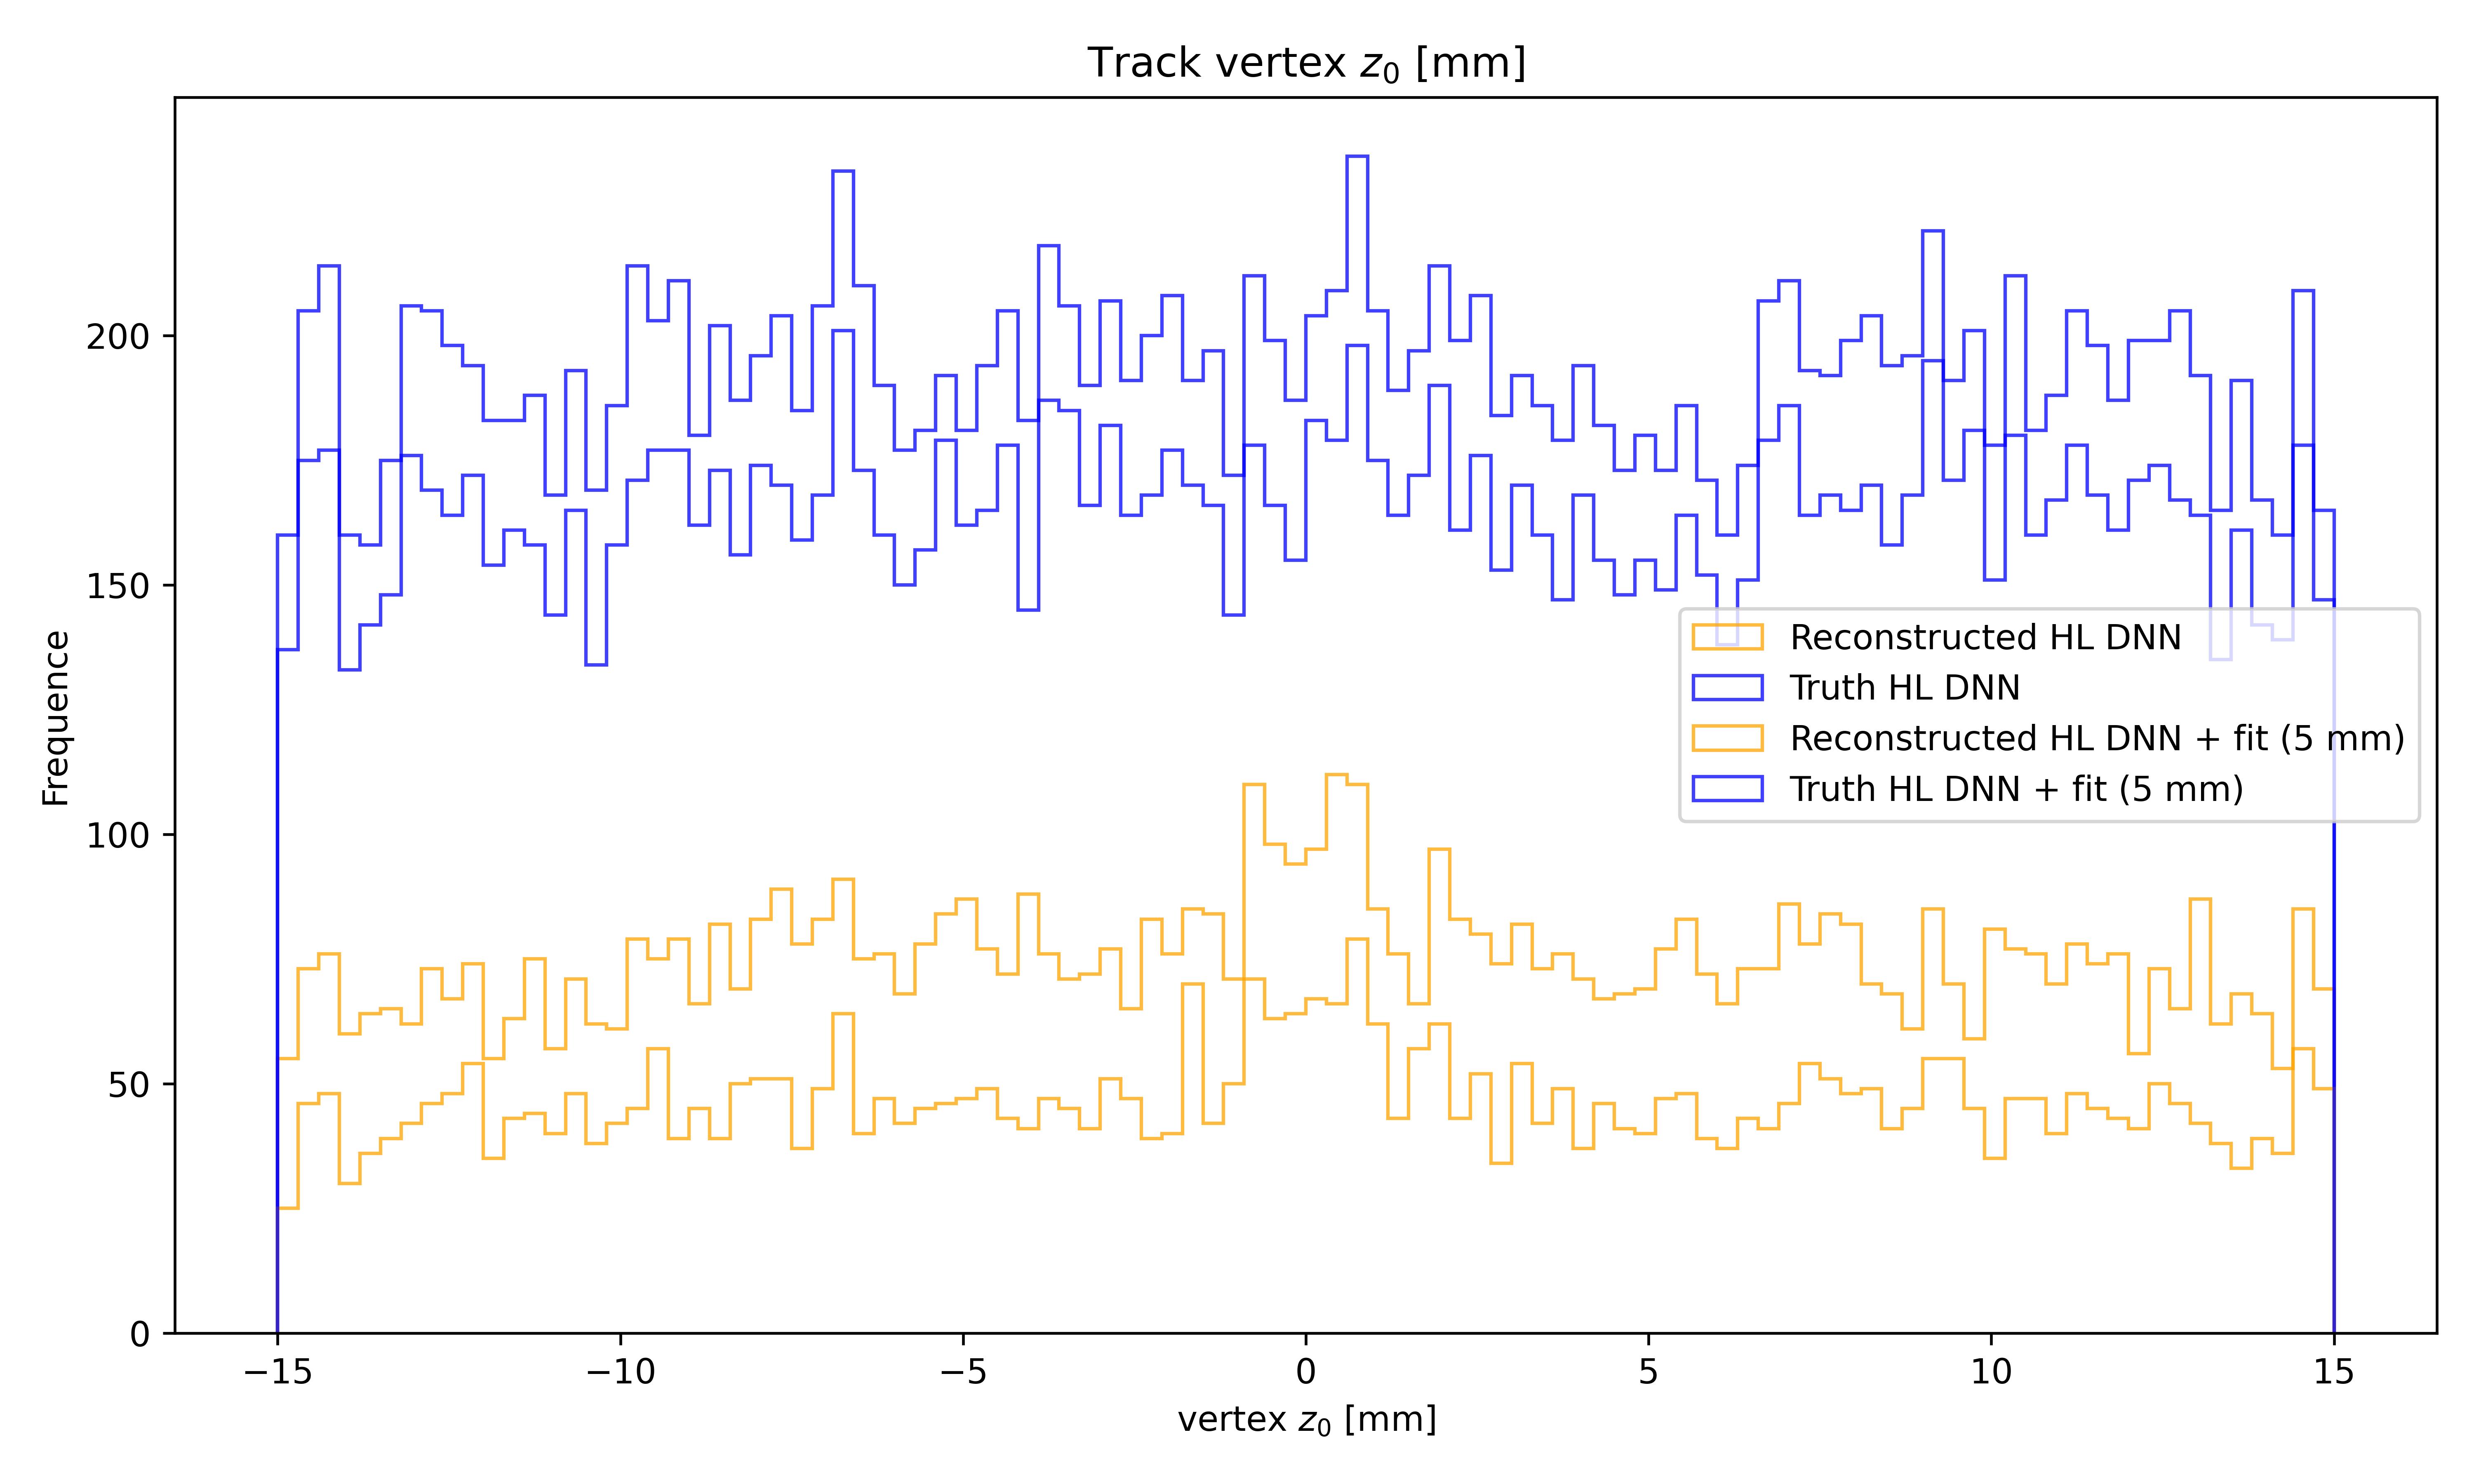 Track vertex z₀ [mm]
Frequence
200
150
100
50
0
Reconstructed HL DNN
Truth HL DNN
Reconstructed HL DNN + fit (5 mm)
Truth HL DNN + fit (5 mm)
−15 −10 −5 0 5 10 15
vertex z₀ [mm]